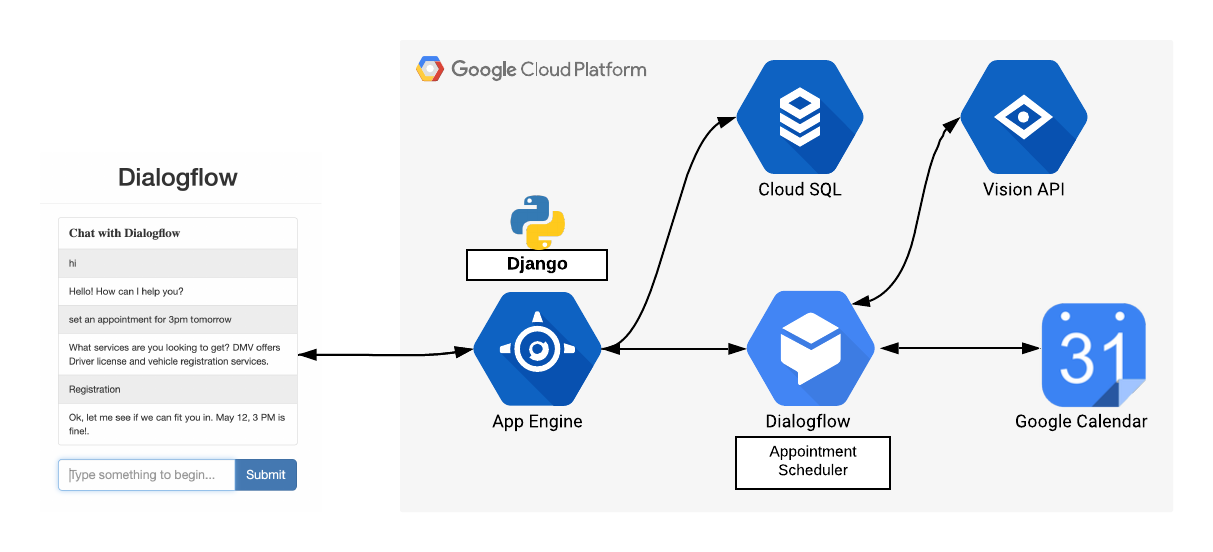 Dialogflow
Chat with Dialogflow
hi
Hello! How can I help you?
set an appointment for 3pm tomorrow
What services are you looking to get? DMV offers
Driver license and vehicle registration services.
Registration
Ok, let me see if we can fit you in. May 12, 3 PM is
fine!.
Type something to begin...
Submit
Google Cloud Platform
Cloud SQL
Vision API
Django
App Engine
Dialogflow
Appointment
Scheduler
31
Google Calendar